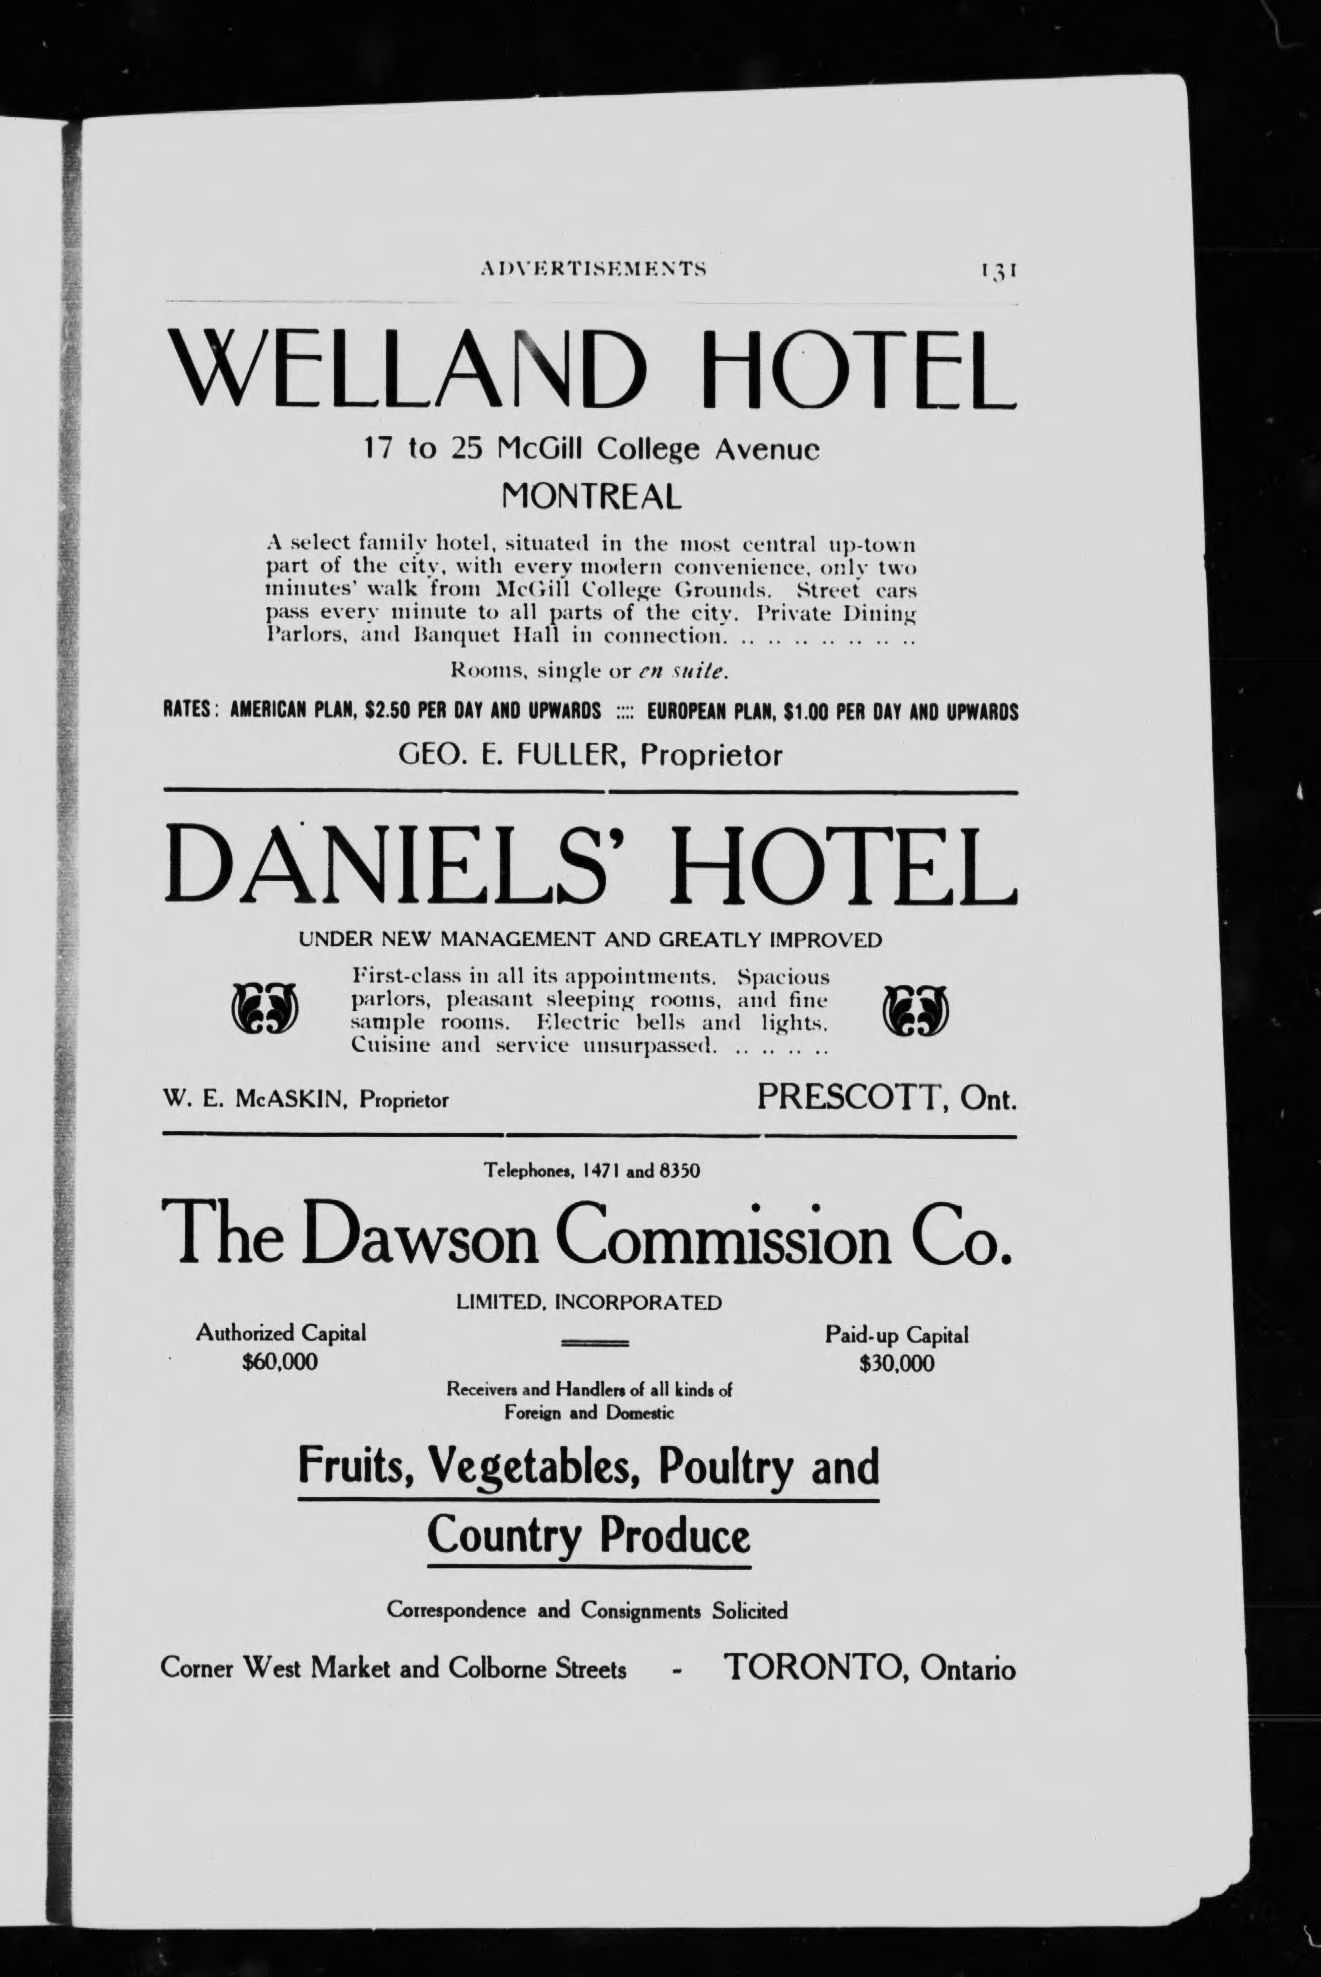 ADVERTISEMENTS 131
WELLAND HOTEL
17 to 25 McGill College Avenue
MONTREAL
A select family hotel, situated in the most central up-town
part of the city, with every modern convenience, only two
minutes' walk from McGill College Grounds. Street cars
pass every minute to all parts of the city. Private Dining
Parlors, and Banquet Hall in connection. .. .. .. .. .. .. ..
Rooms, single or en suite.
RATES: AMERICAN PLAN, $2.50 PER DAY AND UPWARDS :::: EUROPEAN PLAN, $1.00 PER DAY AND UPWARDS
GEO. E. FULLER, Proprietor
DANIELS' HOTEL
UNDER NEW MANAGEMENT AND GREATLY IMPROVED
First-class in all its appointments. Spacious
parlors, pleasant sleeping rooms, and fine
sample rooms. Electric bells and lights.
Cuisine and service unsurpassed. .. .. .. ..
W. E. McASKIN, Proprietor PRESCOTT, Ont.
Telephones, 1471 and 8350
The Dawson Commission Co.
LIMITED, INCORPORATED
Authorized Capital Paid-up Capital
$60,000 $30,000
Receivers and Handlers of all kinds of
Foreign and Domestic
Fruits, Vegetables, Poultry and
Country Produce
Correspondence and Consignments Solicited
Corner West Market and Colborne Streets - TORONTO, Ontario